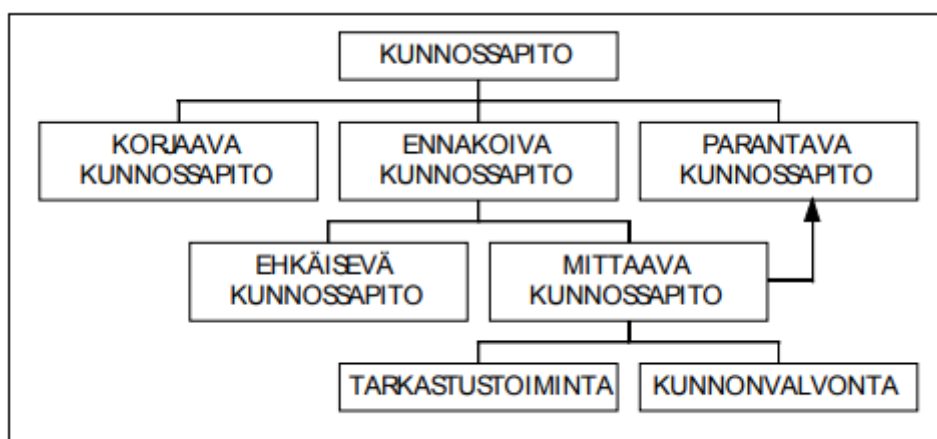 KUNNOSSAPITO
KORJAAVA
KUNNOSSAPITO
ENNAKOIVA
KUNNOSSAPITO
PARANTAVA
KUNNOSSAPITO
EHKÄISEVÄ
KUNNOSSAPITO
MITTAAVA
KUNNOSSAPITO
TARKASTUSTOIMINTA
KUNNONVALVONTA